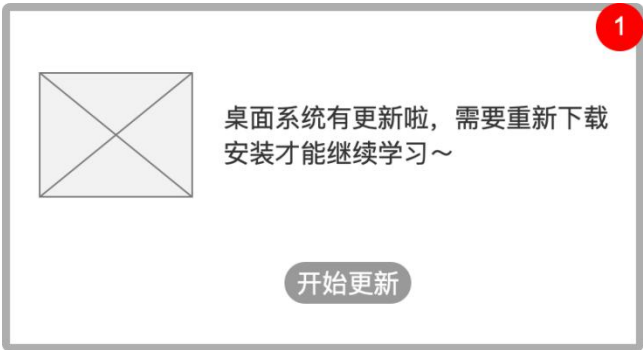 1
桌面系统有更新啦，需要重新下载
安装才能继续学习～
开始更新